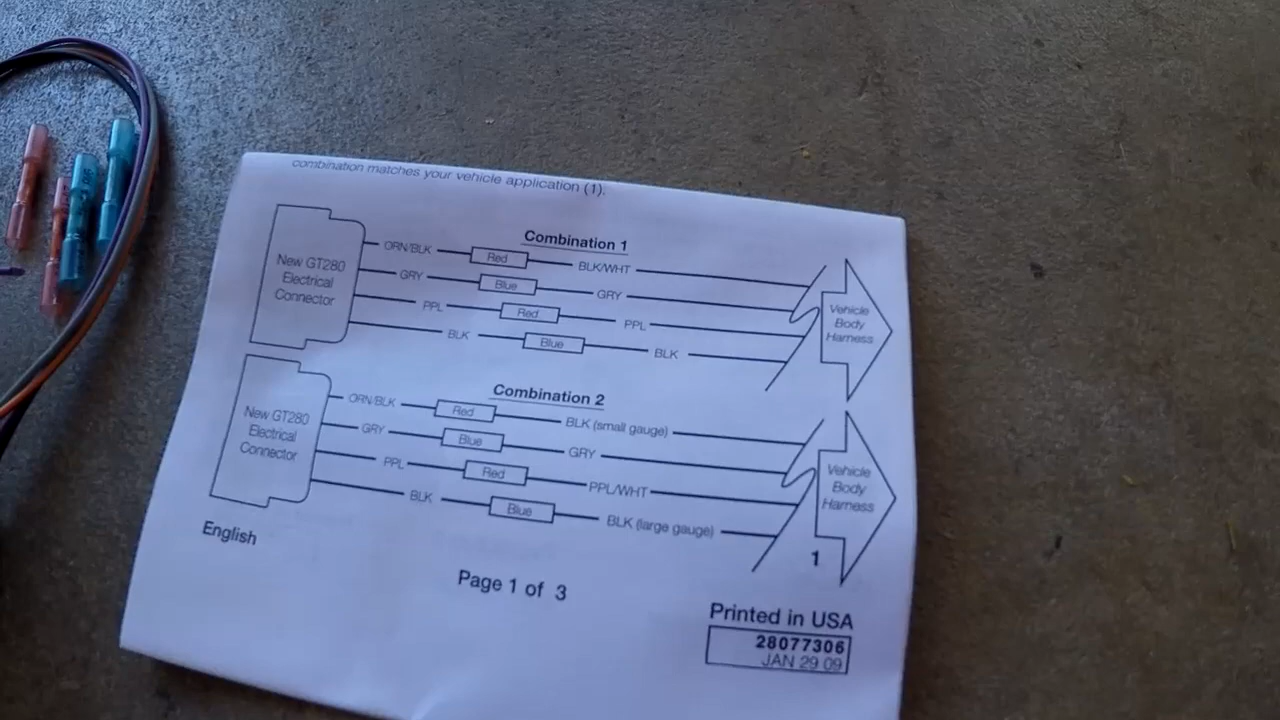 combination matches your vehicle application (1).
Combination 1
New GT280
Electrical
Connector
ORN/BLK Red BLK/WHT
GRY Blue GRY
PPL Red PPL
BLK Blue BLK
Vehicle
Body
Harness
Combination 2
New GT280
Electrical
Connector
ORN/BLK Red BLK (small gauge)
GRY Blue GRY
PPL Red PPL/WHT
BLK Blue BLK (large gauge)
Vehicle
Body
Harness
1
English
Page 1 of 3
Printed in USA
28077306
JAN 29 09